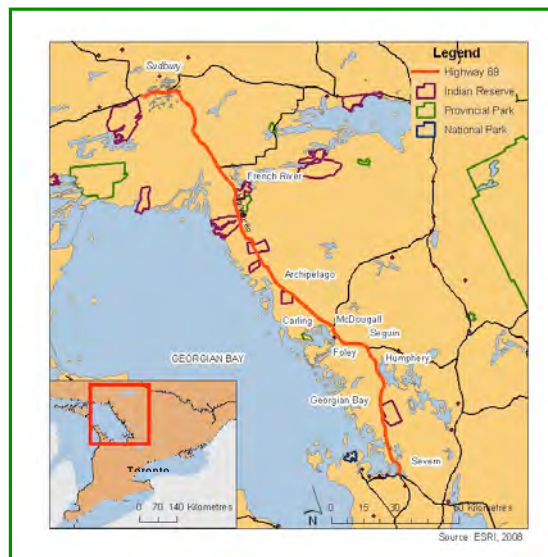 Legend
Highway 69
Indian Reserve
Provincial Park
National Park
Sudbury
French River
Archipelago
McDougall
Carling
Seguin
Foley
Humphery
GEORGIAN BAY
Georgian Bay
Severn
Toronto
0 70 140 Kilometres
N
0 15 30 60 Kilometres
Source: ESRI, 2008